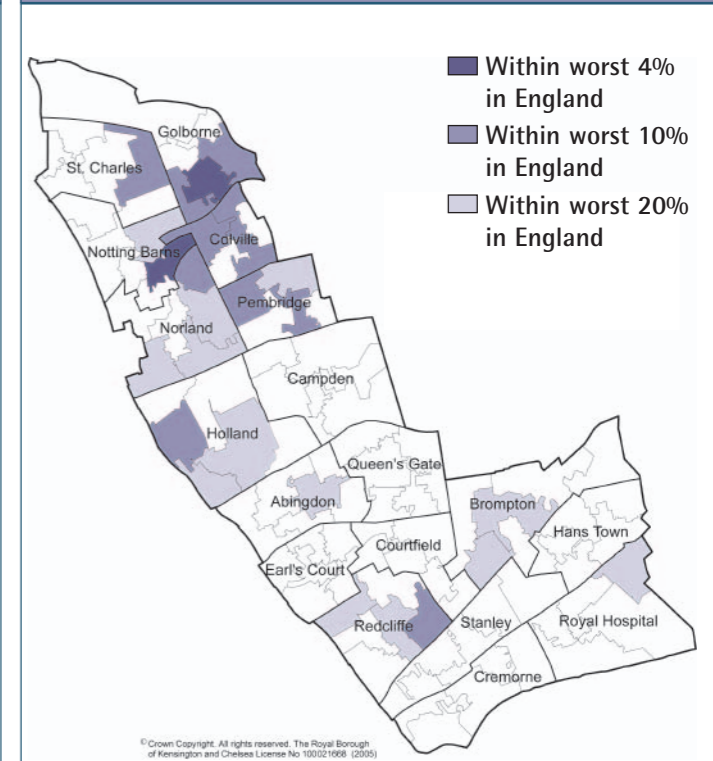 Within worst 4%
in England
Within worst 10%
in England
Within worst 20%
in England
Golborne
St. Charles
Colville
Notting Barns
Pembridge
Norland
Campden
Holland
Queen's Gate
Abingdon
Brompton
Hans Town
Courtfield
Earl's Court
Redcliffe
Stanley
Royal Hospital
Cremorne
© Crown Copyright. All rights reserved. The Royal Borough
of Kensington and Chelsea License No 100021668 (2005)